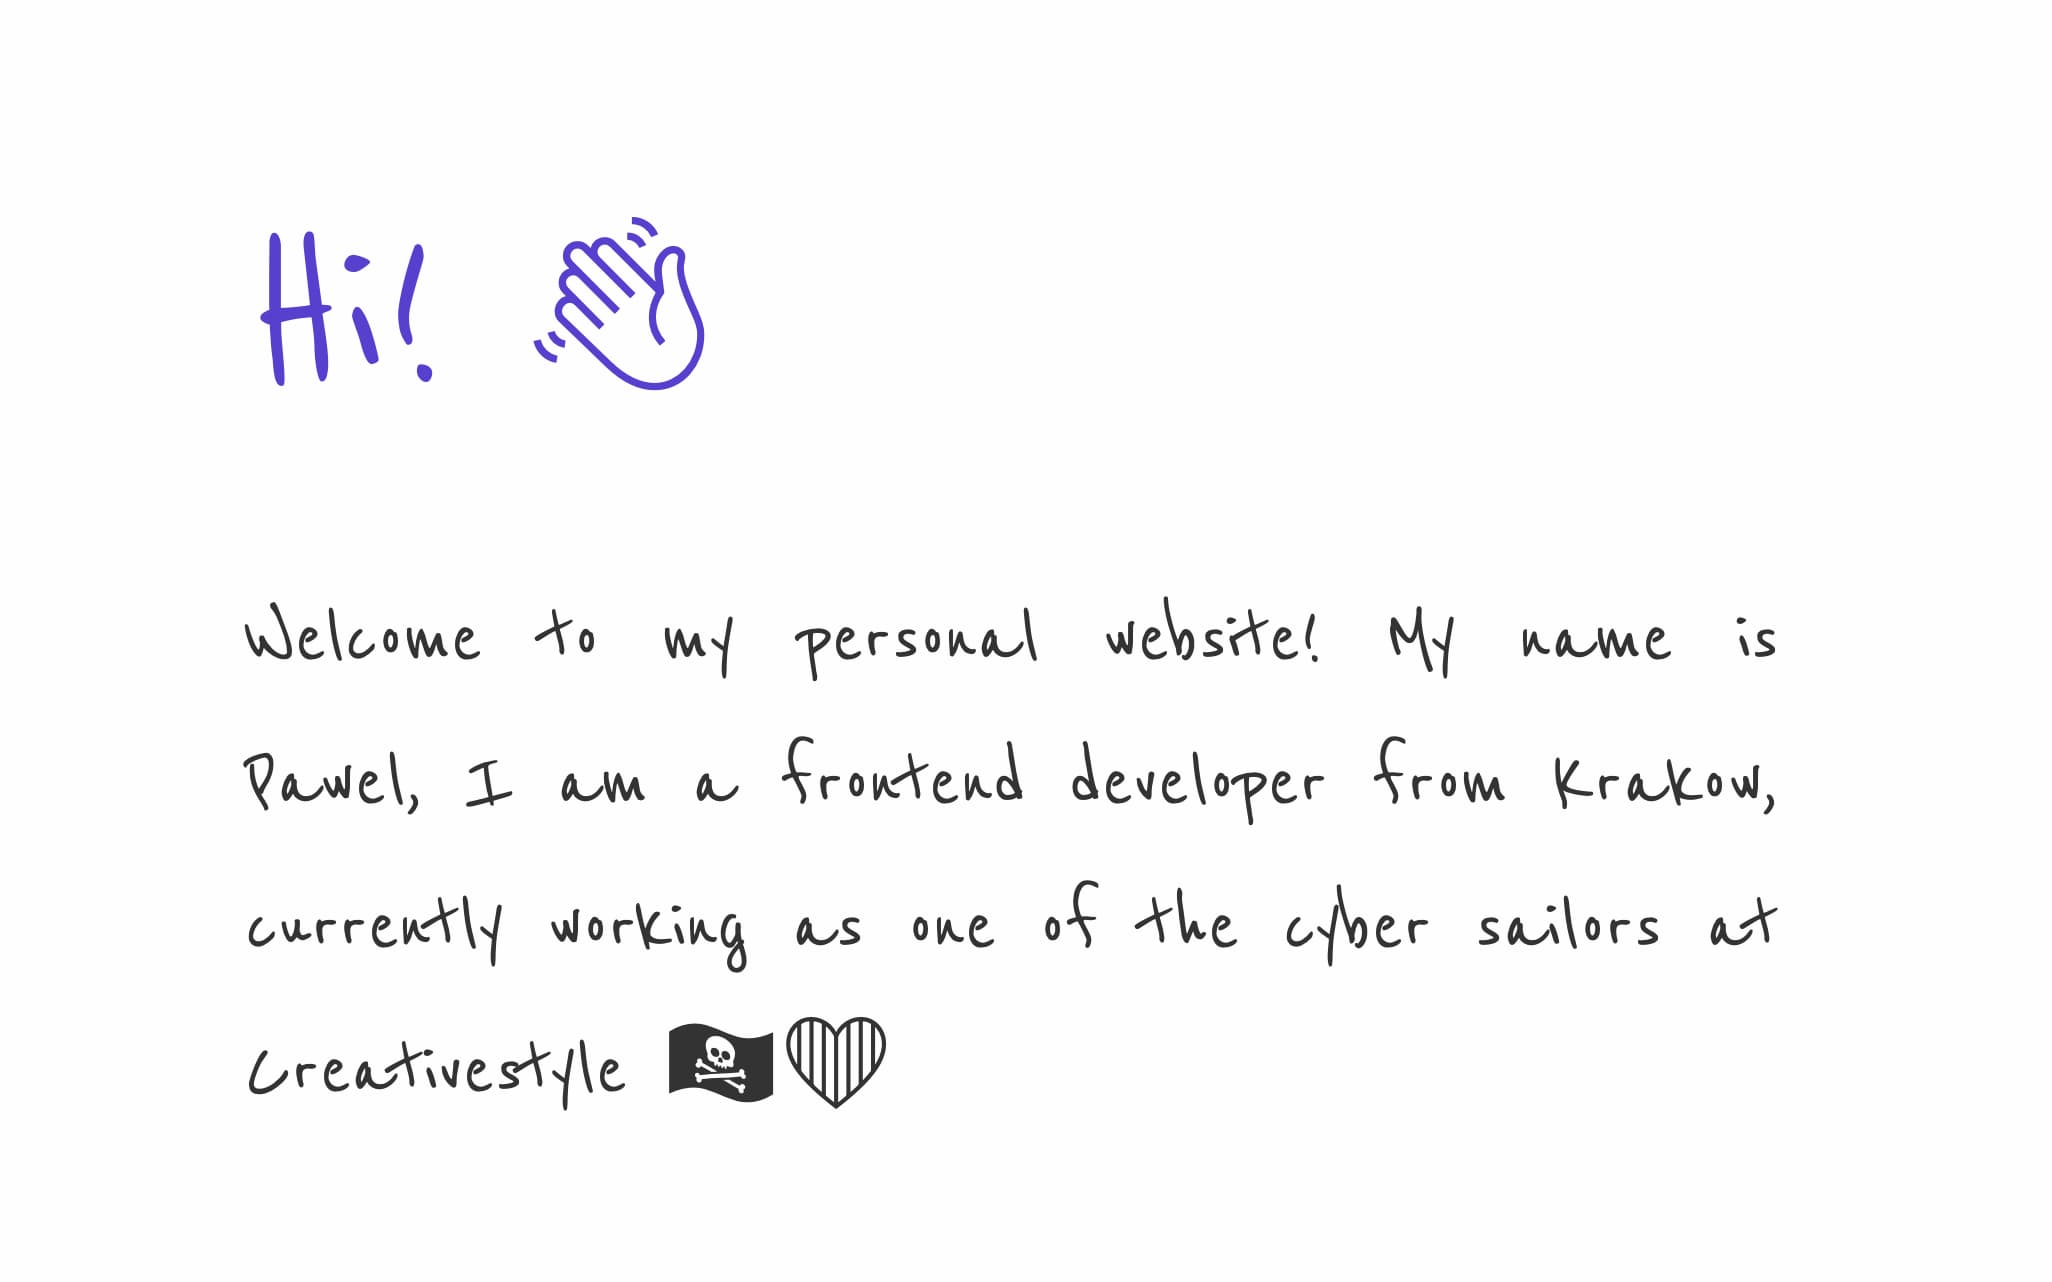 Hi! 👋
Welcome to my personal website! My name is
Pawel, I am a frontend developer from Krakow,
currently working as one of the cyber sailors at
Creativestyle 🏴‍☠️💙